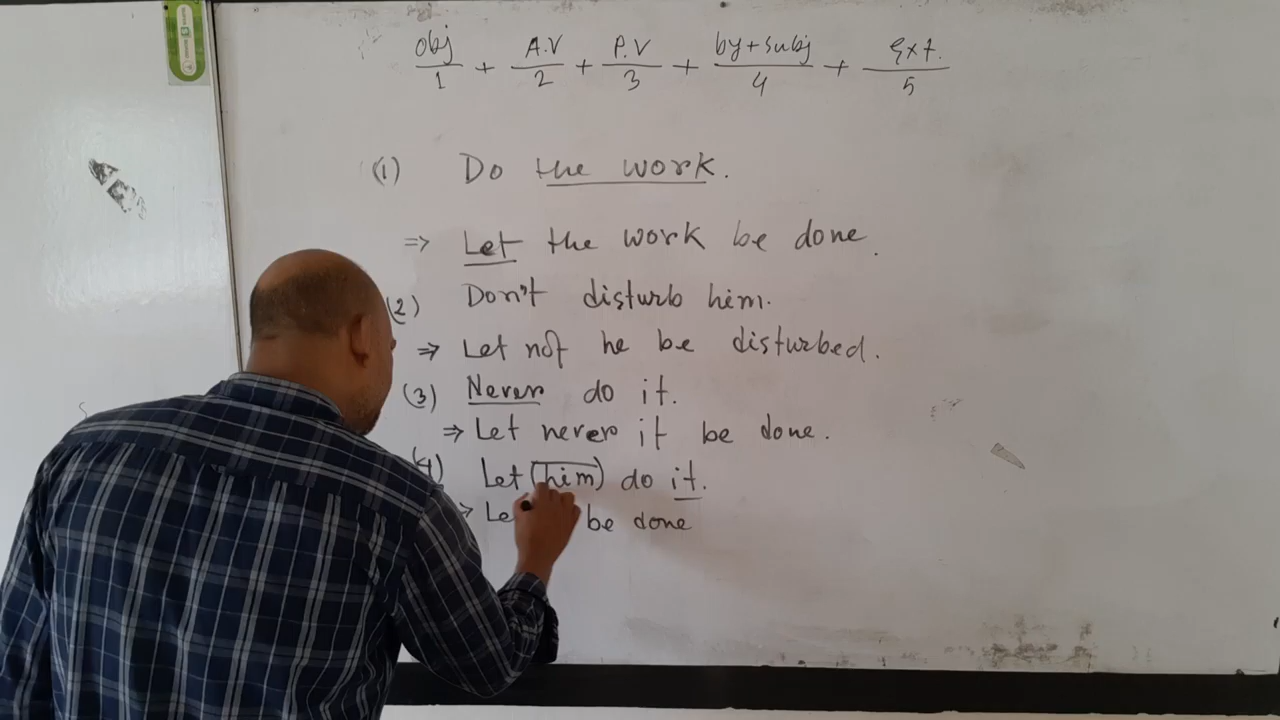 obj/1 + A.V/2 + P.V/3 + by+subj/4 + Ext./5
(1) Do the work.
⇒ Let the work be done.
(2) Don't disturb him.
⇒ Let not he be disturbed.
(3) Never do it.
⇒ Let never it be done.
(4) Let (him) do it.
be done